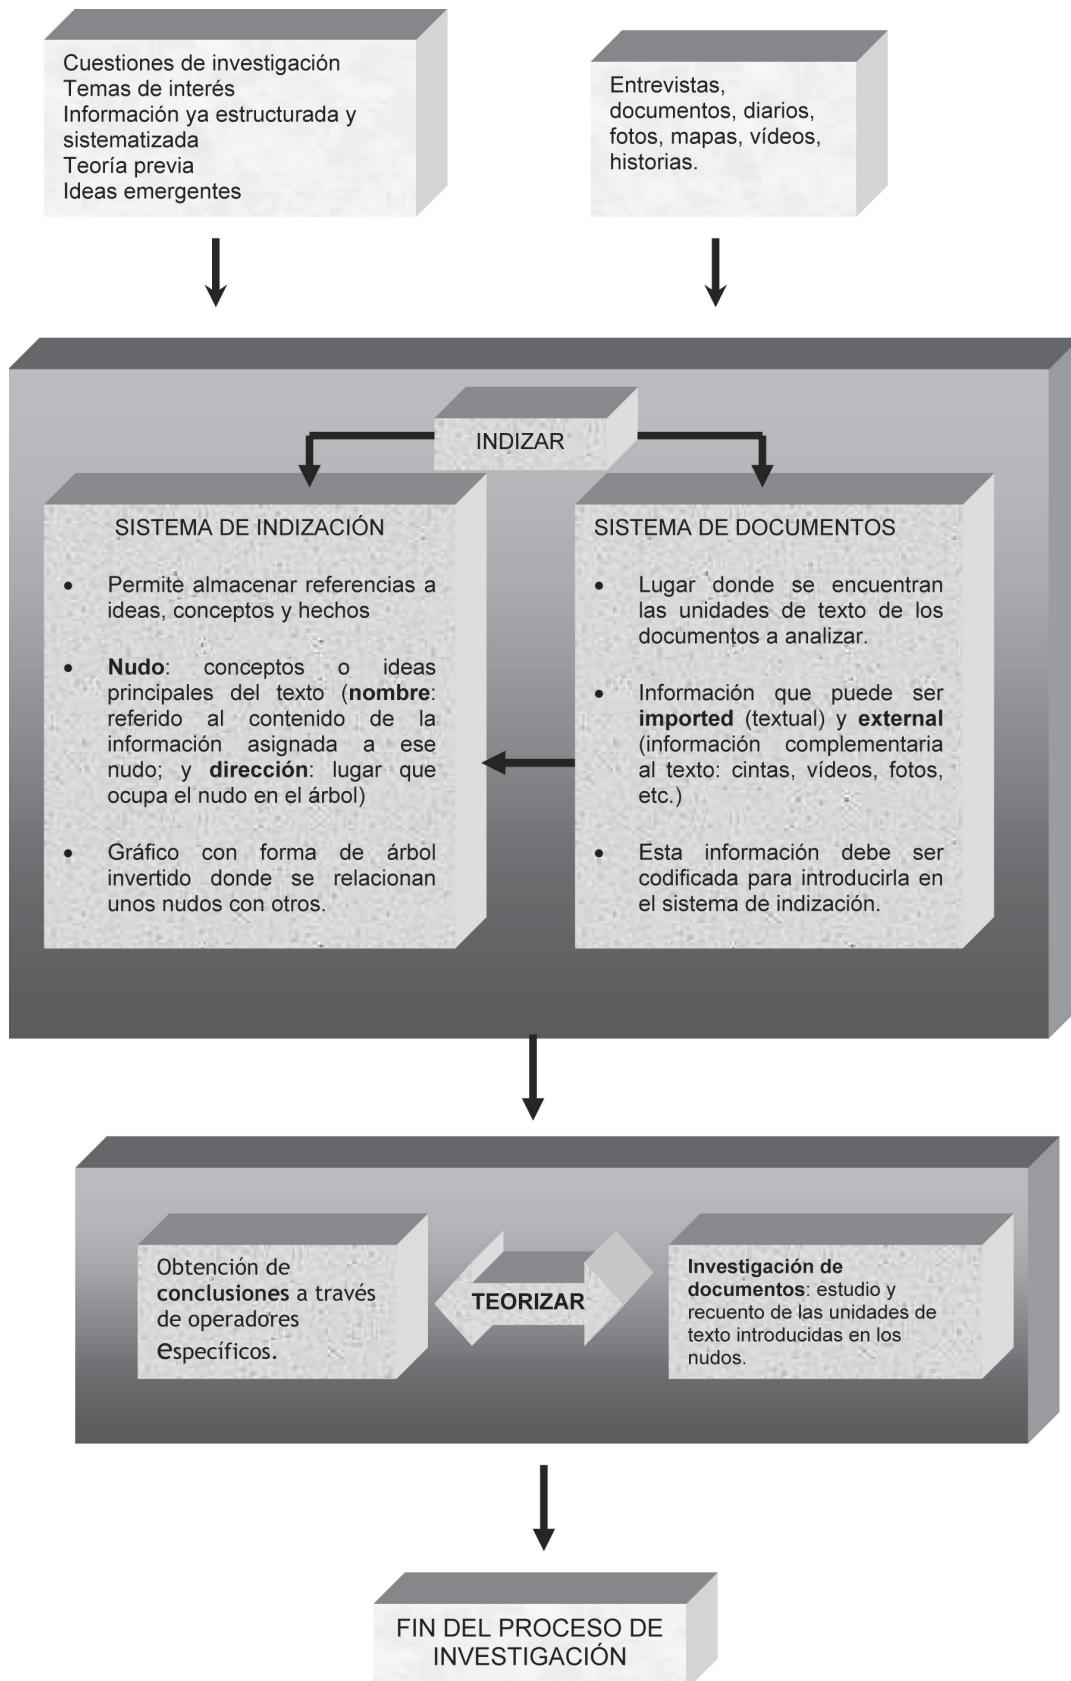 Cuestiones de investigación
Temas de interés
Información ya estructurada y
sistematizada
Teoría previa
Ideas emergentes
Entrevistas,
documentos, diarios,
fotos, mapas, vídeos,
historias.
INDIZAR
SISTEMA DE INDIZACIÓN
• Permite almacenar referencias a
ideas, conceptos y hechos
• Nudo: conceptos o ideas
principales del texto (nombre:
referido al contenido de la
información asignada a ese
nudo; y dirección: lugar que
ocupa el nudo en el árbol)
• Gráfico con forma de árbol
invertido donde se relacionan
unos nudos con otros.
SISTEMA DE DOCUMENTOS
• Lugar donde se encuentran
las unidades de texto de los
documentos a analizar.
• Información que puede ser
imported (textual) y external
(información complementaria
al texto: cintas, vídeos, fotos,
etc.)
• Esta información debe ser
codificada para introducirla en
el sistema de indización.
Obtención de
conclusiones a través
de operadores
específicos.
TEORIZAR
Investigación de
documentos: estudio y
recuento de las unidades de
texto introducidas en los
nudos.
FIN DEL PROCESO DE
INVESTIGACIÓN